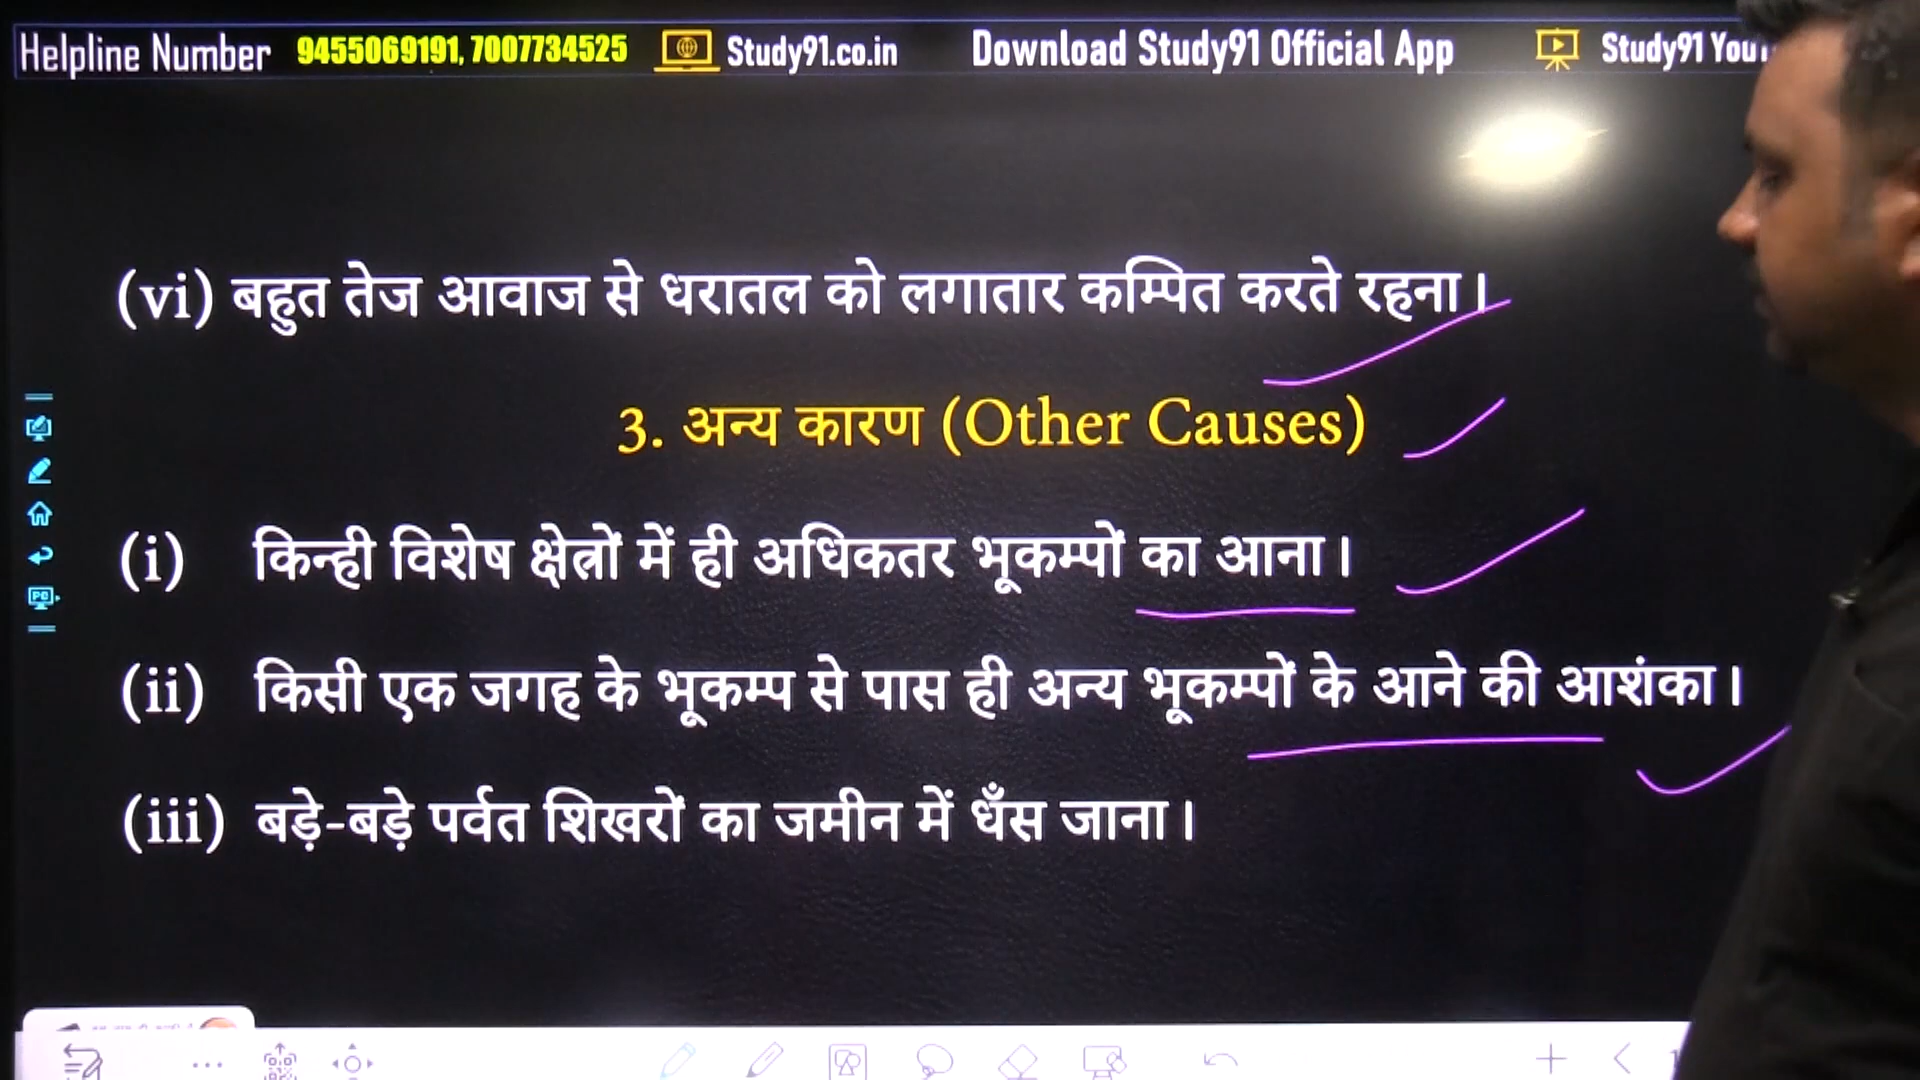 Helpline Number 9455069191, 7007734525 Study91.co.in Download Study91 Official App Study91
(vi) बहुत तेज आवाज से धरातल को लगातार कम्पित करते रहना।
3. अन्य कारण (Other Causes)
(i) किन्ही विशेष क्षेत्रों में ही अधिकतर भूकम्पों का आना।
(ii) किसी एक जगह के भूकम्प से पास ही अन्य भूकम्पों के आने की आशंका।
(iii) बड़े-बड़े पर्वत शिखरों का जमीन में धँस जाना।